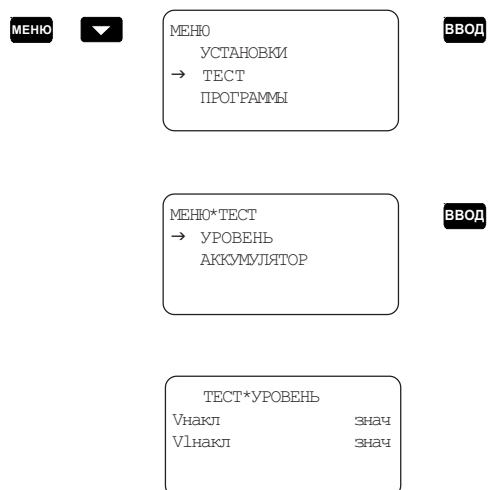 МЕНЮ
МЕНЮ
ВВОД
УСТАНОВКИ
→ ТЕСТ
ПРОГРАММЫ
МЕНЮ*ТЕСТ
ВВОД
→ УРОВЕНЬ
АККУМУЛЯТОР
ТЕСТ*УРОВЕНЬ
Vнакл знач
V1накл знач